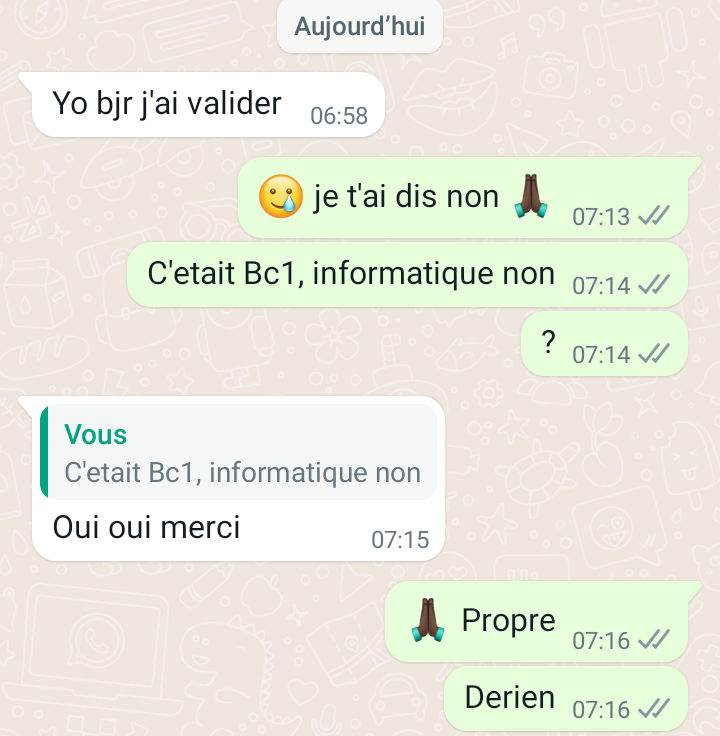 Aujourd’hui
Yo bjr j'ai valider 06:58
🥲 je t'ai dis non 🙏🏿 07:13
C'etait Bc1, informatique non 07:14
? 07:14
Vous
C'etait Bc1, informatique non
Oui oui merci 07:15
🙏🏿 Propre 07:16
Derien 07:16